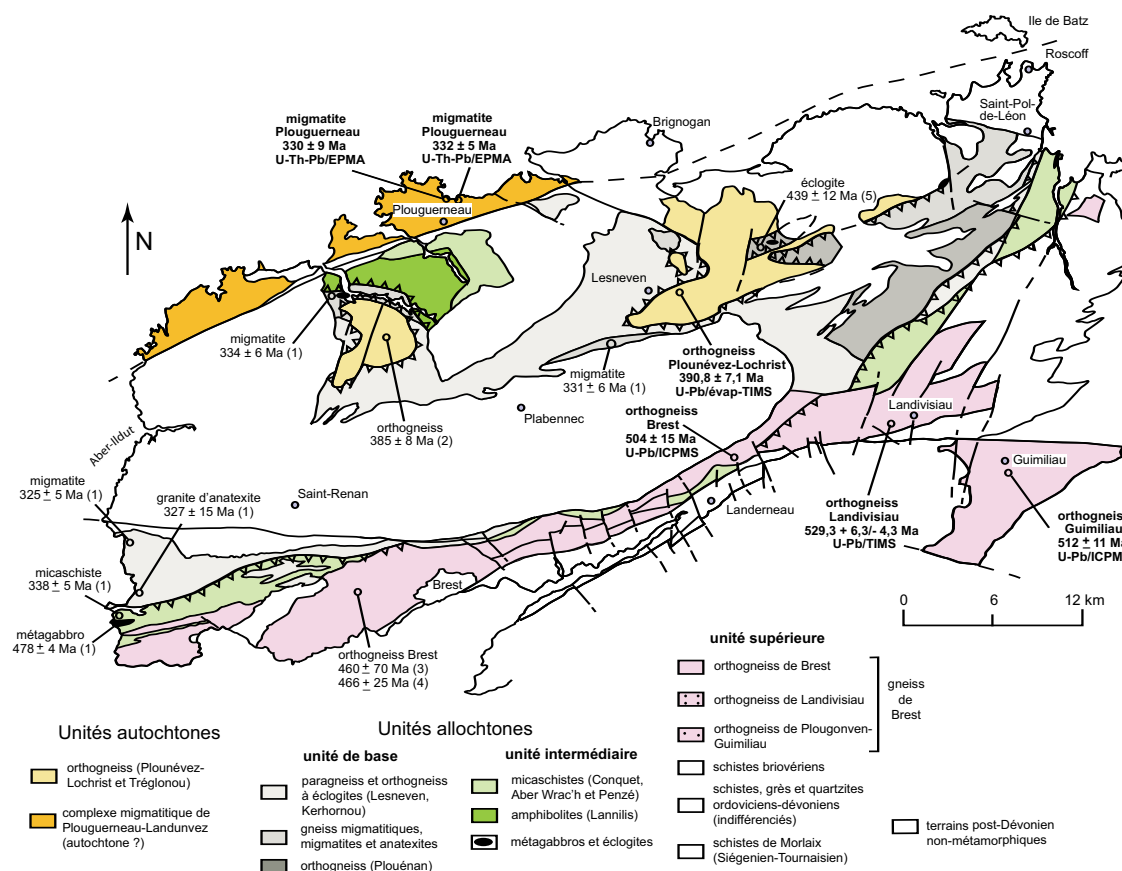 Ile de Batz
Roscoff
Saint-Pol-
de-Léon
Brignogan
migmatite
Plouguerneau
330 ± 9 Ma
U-Th-Pb/EPMA
migmatite
Plouguerneau
332 ± 5 Ma
U-Th-Pb/EPMA
éclogite
439 ± 12 Ma (5)
Plouguerneau
N
Lesneven
migmatite
334 ± 6 Ma (1)
migmatite
331 ± 6 Ma (1)
orthogneiss
Plounévez-Lochrist
390,8 ± 7,1 Ma
U-Pb/évap-TIMS
orthogneiss
385 ± 8 Ma (2)
Plabennec
orthogneiss
Brest
504 ± 15 Ma
U-Pb/ICPMS
Landivisiau
Aber-Ildut
Guimiliau
migmatite
325 ± 5 Ma (1)
granite d'anatexite
327 ± 15 Ma (1)
Saint-Renan
Landerneau
orthogneiss
Landivisiau
529,3 + 6,3/- 4,3 Ma
U-Pb/TIMS
orthogneis
Guimiliau
512 ± 11 Ma
U-Pb/ICPM
micaschiste
338 ± 5 Ma (1)
Brest
métagabbro
478 ± 4 Ma (1)
orthogneiss Brest
460 ± 70 Ma (3)
466 ± 25 Ma (4)
0 6 12 km
Unités autochtones
orthogneiss (Plounévez-
Lochrist et Tréglonou)
complexe migmatitique de
Plouguerneau-Landunvez
(autochtone ?)
Unités allochtones
unité de base
paragneiss et orthogneiss
à éclogites (Lesneven,
Kerhornou)
gneiss migmatitiques,
migmatites et anatexites
orthogneiss (Plouénan)
unité intermédiaire
micaschistes (Conquet,
Aber Wrac'h et Penzé)
amphibolites (Lannilis)
métagabbros et éclogites
unité supérieure
orthogneiss de Brest
orthogneiss de Landivisiau
orthogneiss de Plougonven-
Guimiliau
gneiss
de
Brest
schistes briovériens
schistes, grès et quartzites
ordoviciens-dévoniens
(indifférenciés)
schistes de Morlaix
(Siégenien-Tournaisien)
terrains post-Dévonien
non-métamorphiques